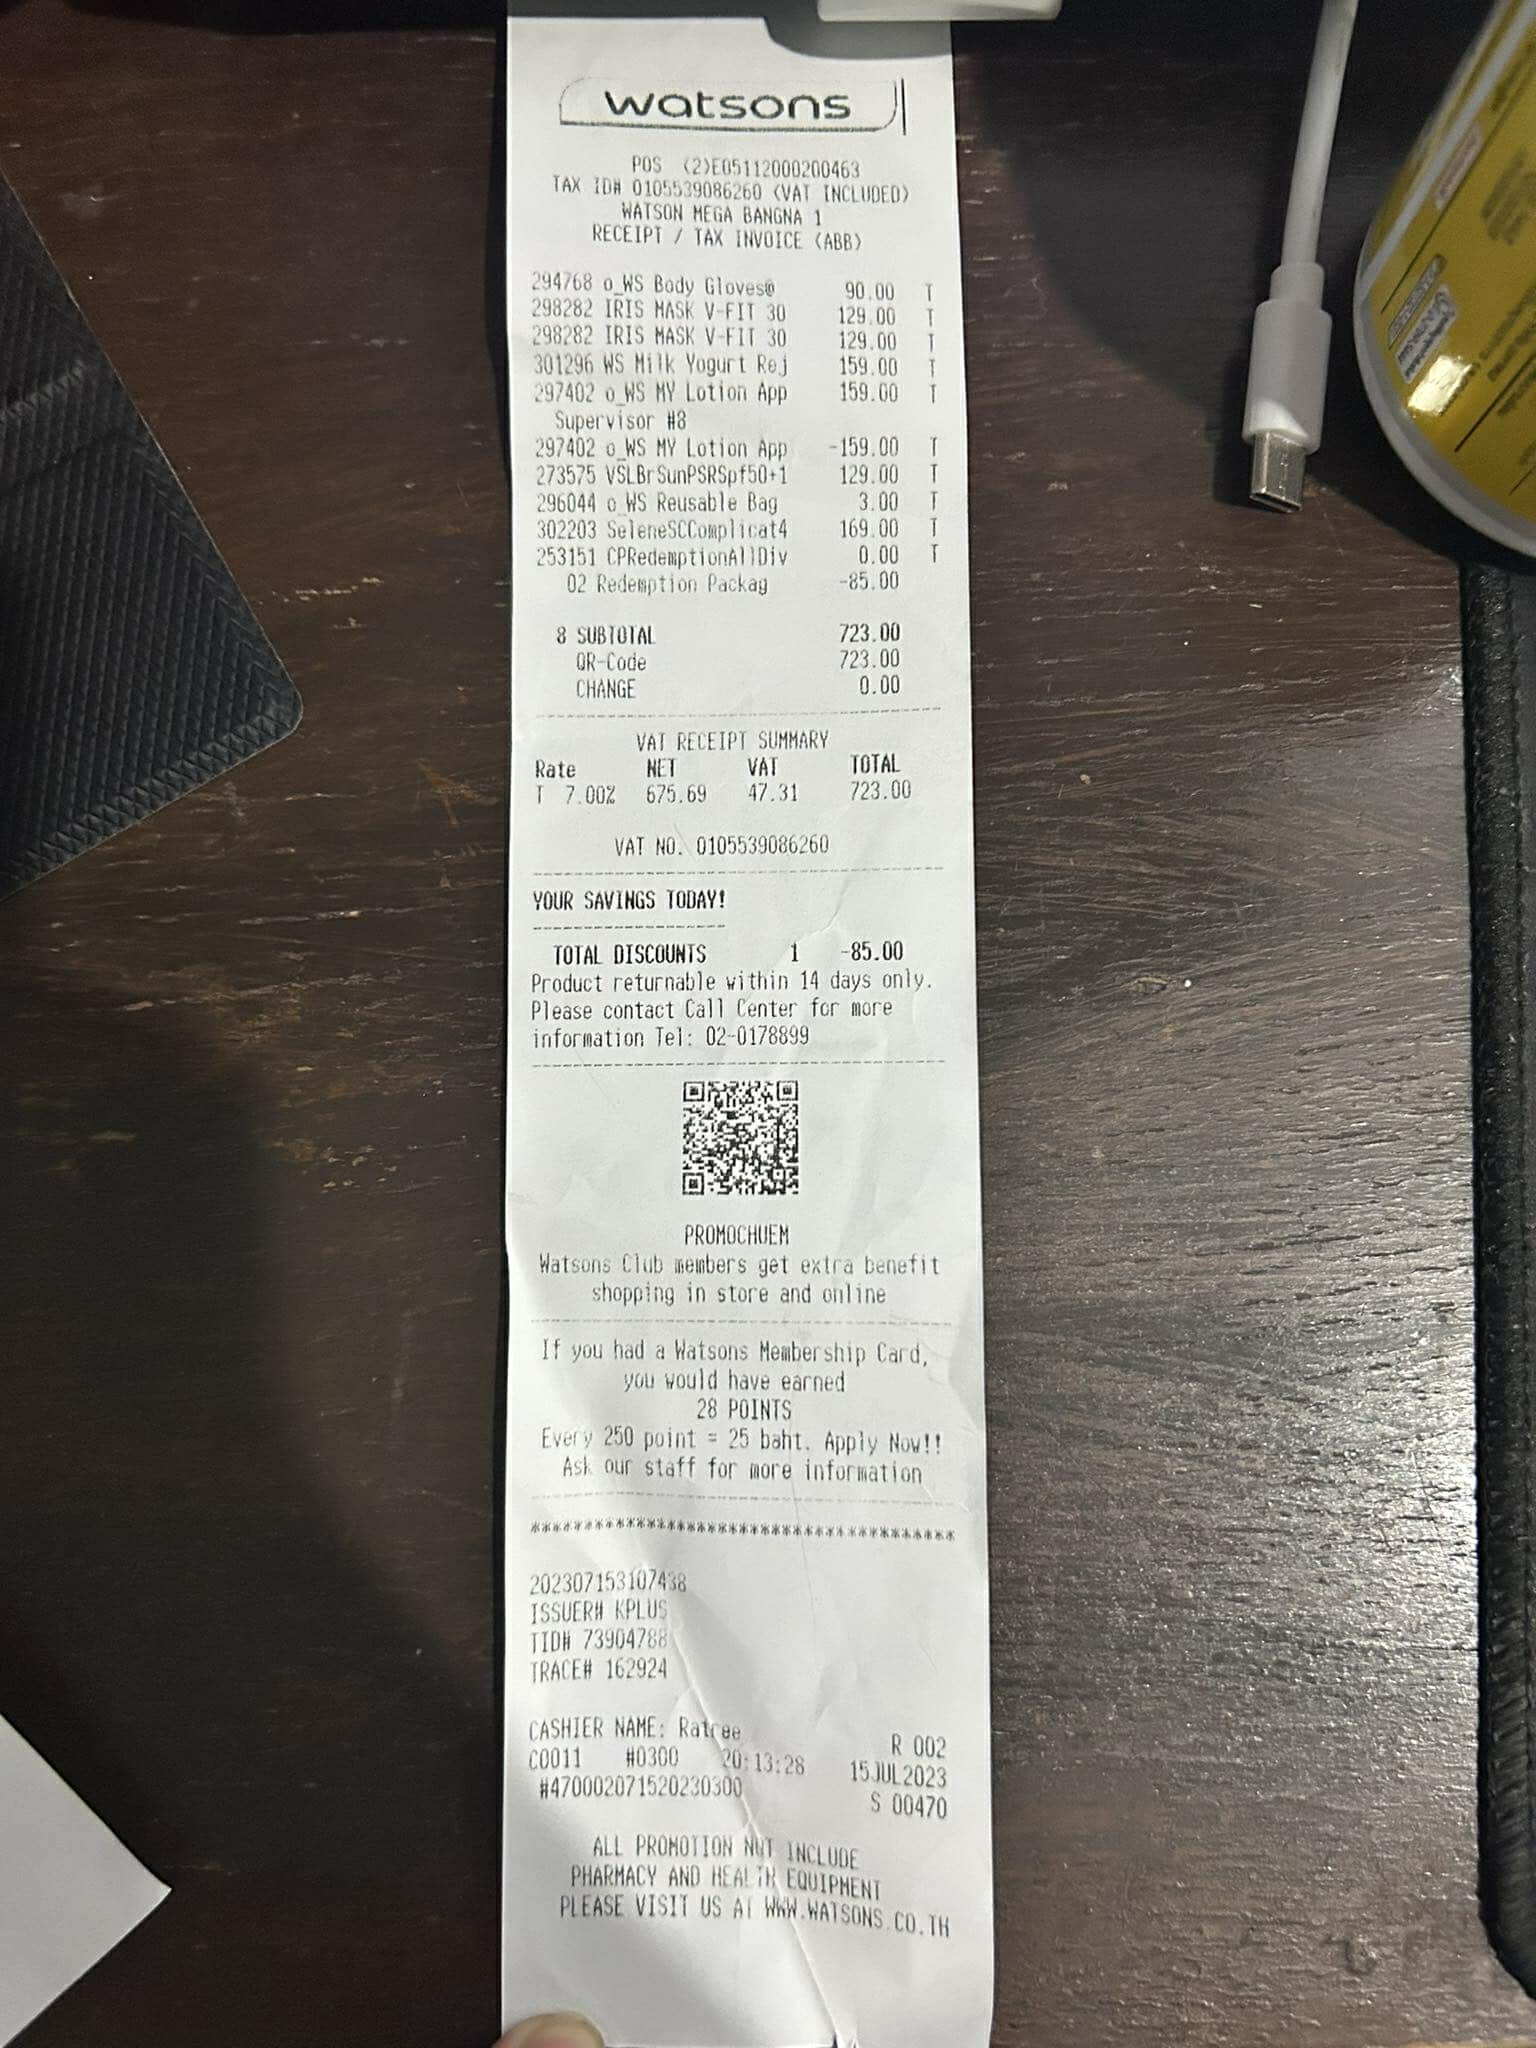 watsons
POS (2)E05112000200463
TAX ID# 0105539086260 (VAT INCLUDED)
WATSON MEGA BANGNA 1
RECEIPT / TAX INVOICE (ABB)
294768 o_WS Body Gloves@ 90.00 T
298282 IRIS MASK V-FIT 30 129.00 T
298282 IRIS MASK V-FIT 30 129.00 T
301296 WS Milk Yogurt Rej 159.00 T
297402 o_WS MY Lotion App 159.00 T
Supervisor #8
297402 o_WS MY Lotion App -159.00 T
273575 VSLBrSunPSRSpf50+1 129.00 T
296044 o_WS Reusable Bag 3.00 T
302203 SeleneSCComplicat4 169.00 T
253151 CPRedemptionAllDiv 0.00 T
02 Redemption Packag -85.00
8 SUBTOTAL 723.00
QR-Code 723.00
CHANGE 0.00
VAT RECEIPT SUMMARY
Rate NET VAT TOTAL
T 7.00% 675.69 47.31 723.00
VAT NO. 0105539086260
YOUR SAVINGS TODAY!
TOTAL DISCOUNTS 1 -85.00
Product returnable within 14 days only.
Please contact Call Center for more
information Tel: 02-0178899
PROMOCHUEM
Watsons Club members get extra benefit
shopping in store and online
If you had a Watsons Membership Card,
you would have earned
28 POINTS
Every 250 point = 25 baht. Apply Now!!
Ask our staff for more information
****************************************
202307153107438
ISSUER# KPLUS
TID# 73904788
TRACE# 162924
CASHIER NAME: Ratree R 002
C0011 #0300 20:13:28 15JUL2023
#470002071520230300 S 00470
ALL PROMOTION NOT INCLUDE
PHARMACY AND HEALTH EQUIPMENT
PLEASE VISIT US AT WWW.WATSONS.CO.TH